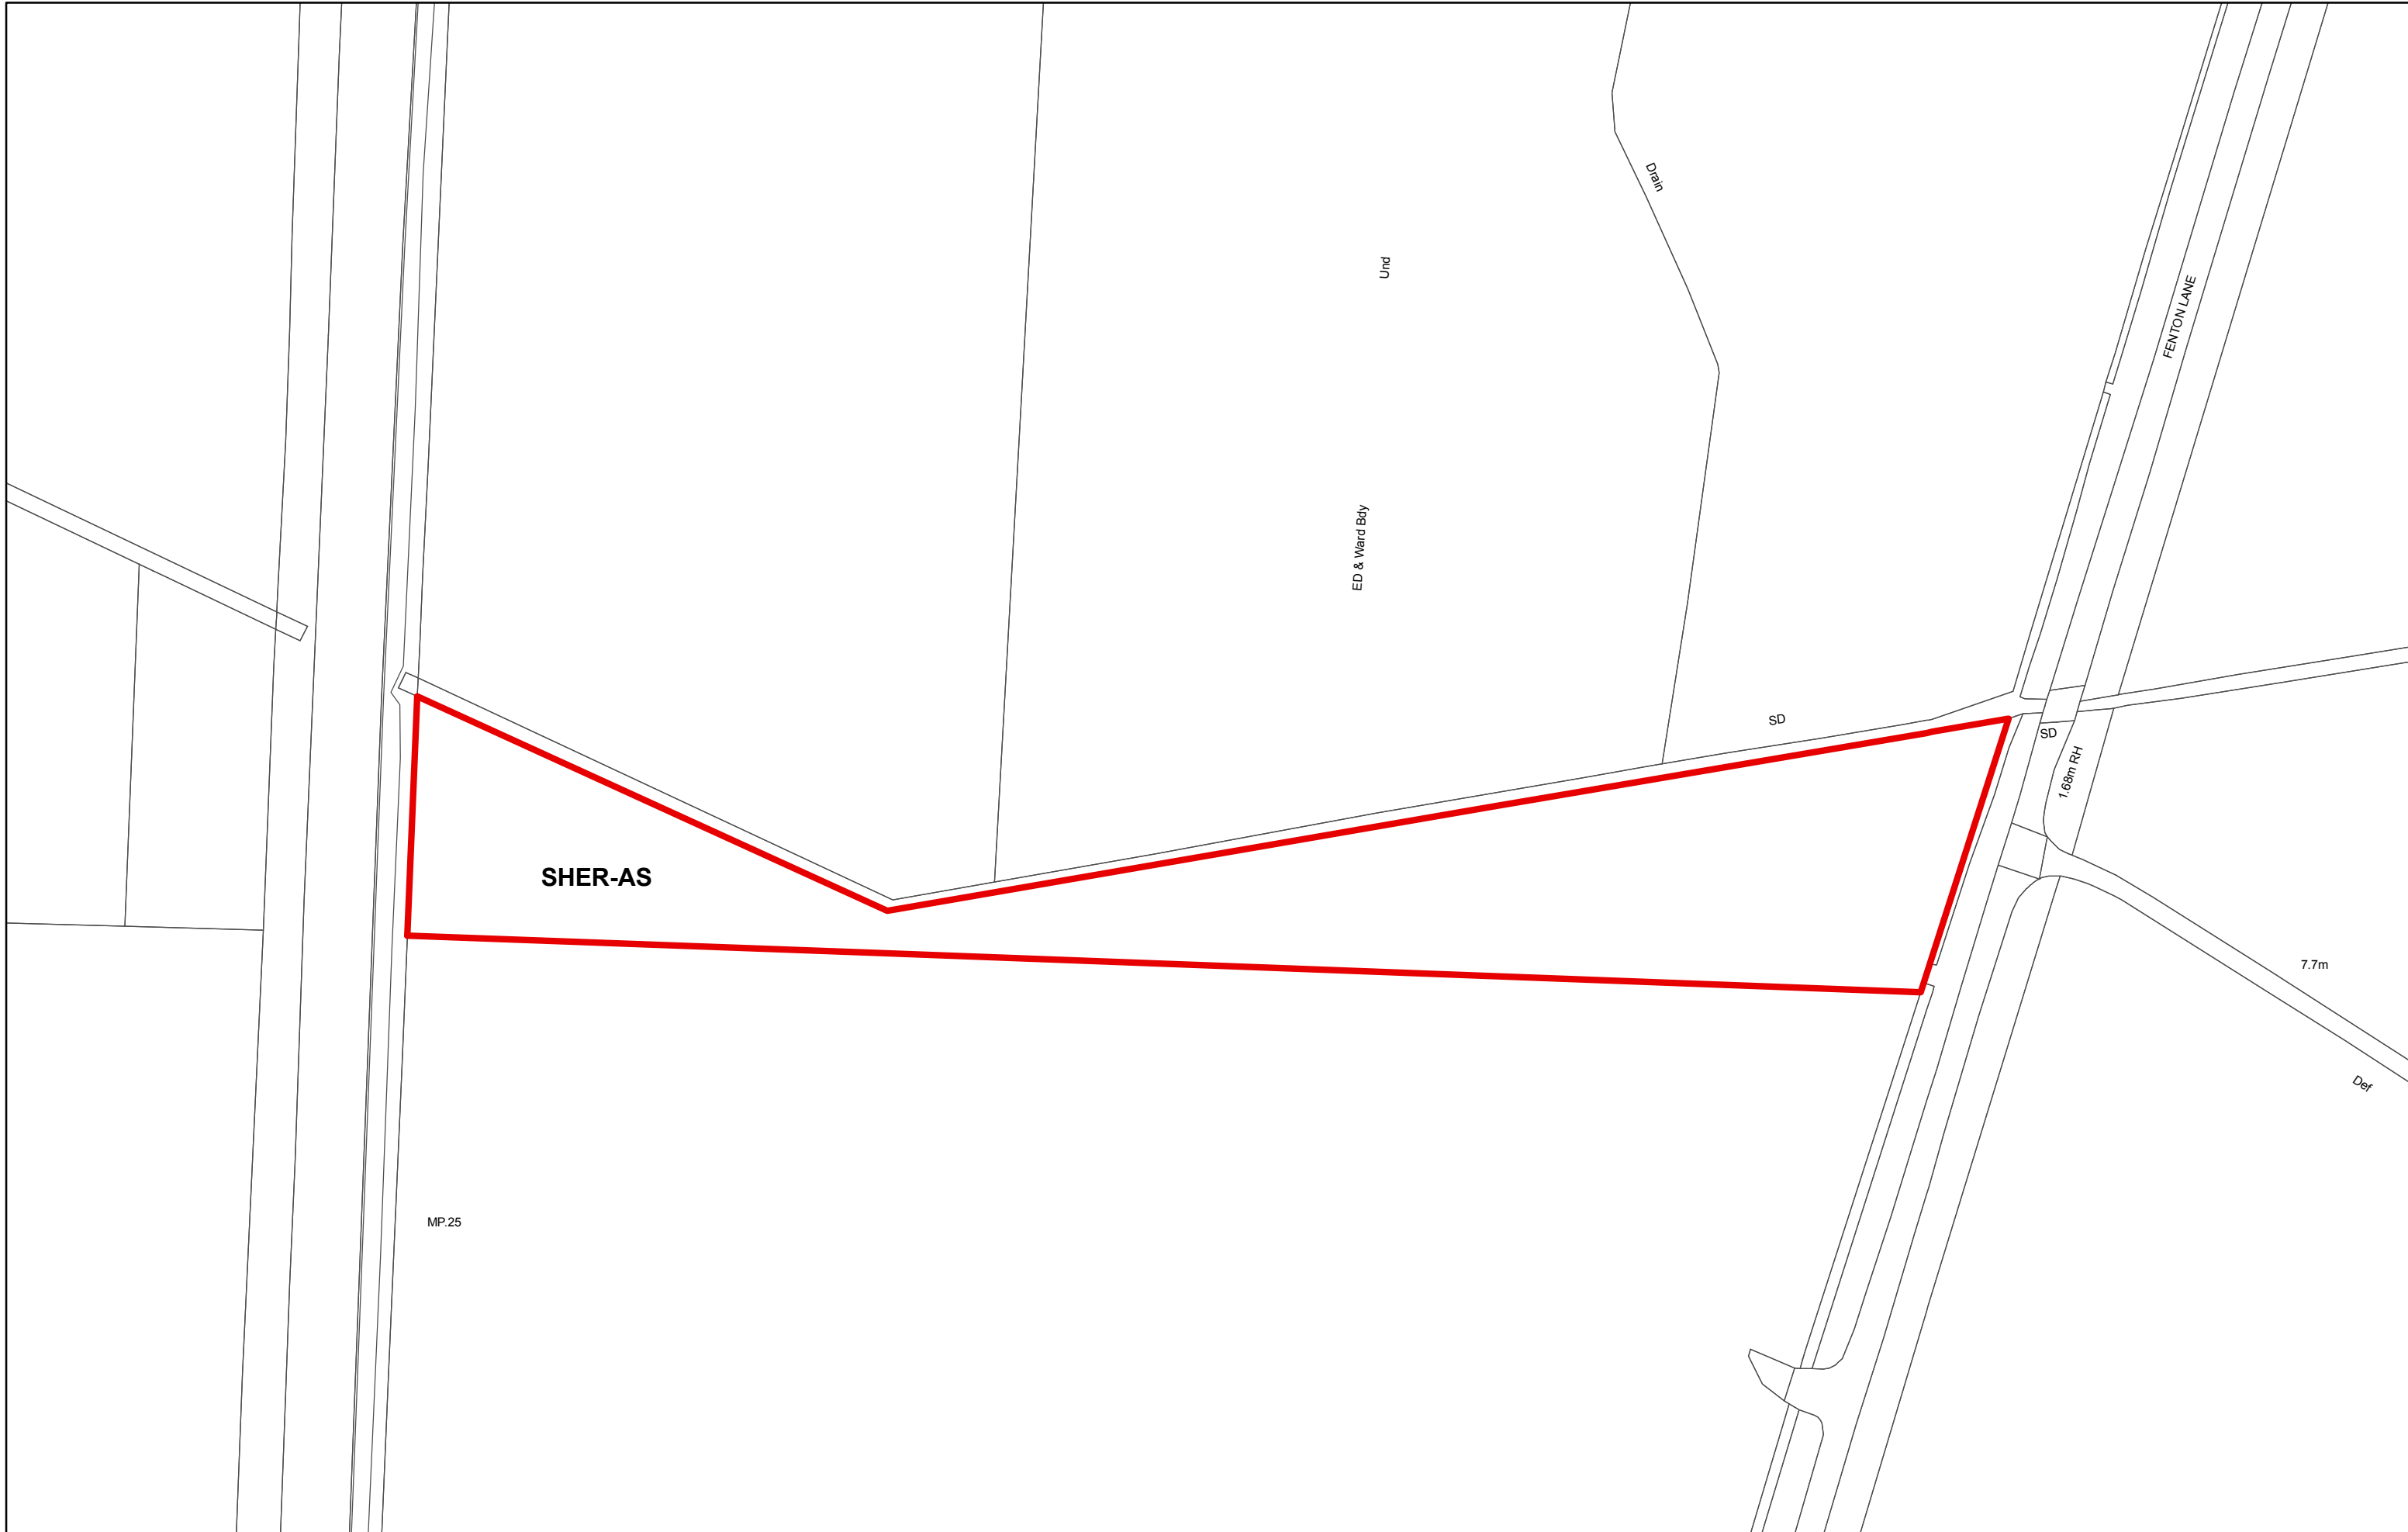 Drain
Und
FENTON LANE
ED & Ward Bdy
SD
SD
1.68m RH
SHER-AS
7.7m
Def
MP.25